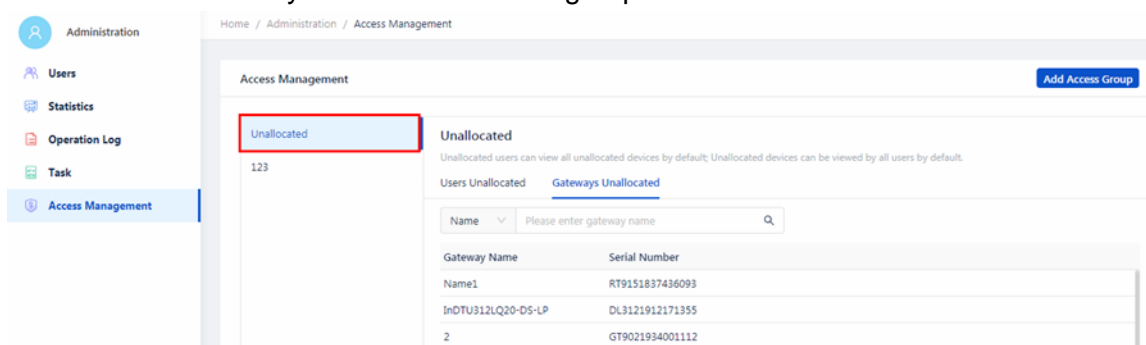 Administration
Home / Administration / Access Management
Users
Statistics
Operation Log
Task
Access Management
Access Management
Add Access Group
Unallocated
123
Unallocated
Unallocated users can view all unallocated devices by default; Unallocated devices can be viewed by all users by default.
Users Unallocated Gateways Unallocated
Name Please enter gateway name
Gateway Name Serial Number
Name1 RT9151837436093
InDTU312LQ20-DS-LP DL3121912171355
2 GT9021934001112